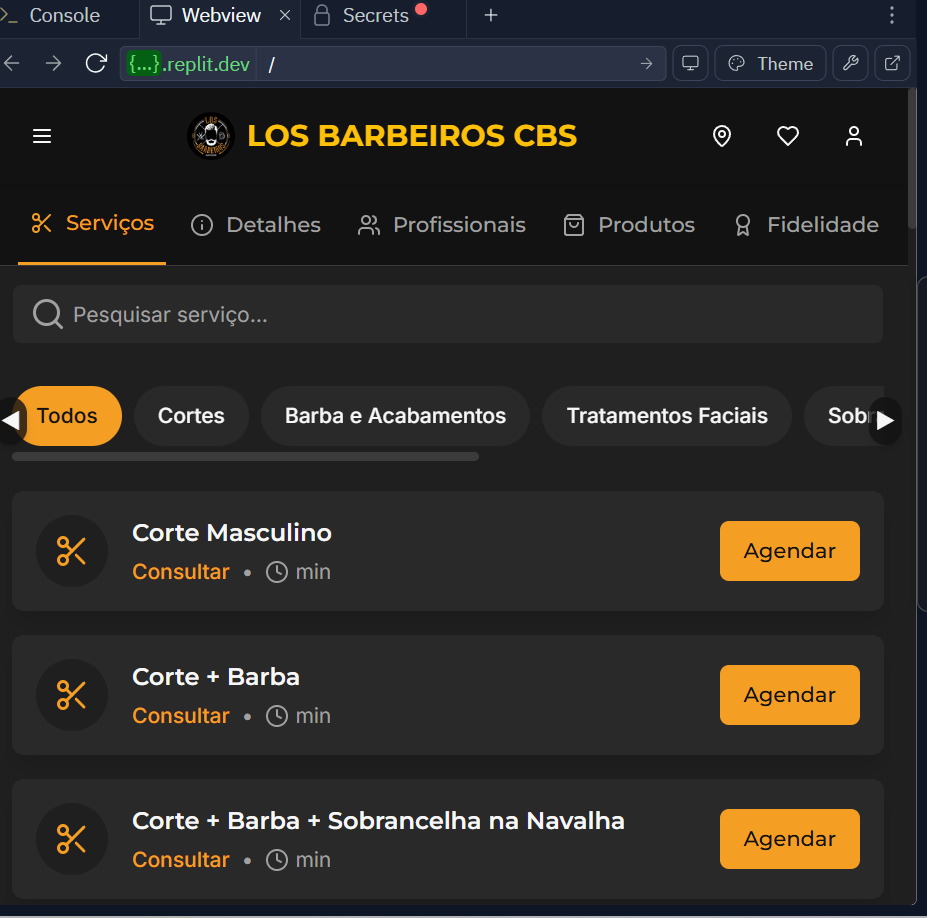 Console Webview Secrets
{...}.replit.dev / Theme
LOS BARBEIROS CBS
Serviços Detalhes Profissionais Produtos Fidelidade
Pesquisar serviço...
Todos Cortes Barba e Acabamentos Tratamentos Faciais Sobr
Corte Masculino
Consultar • min
Agendar
Corte + Barba
Consultar • min
Agendar
Corte + Barba + Sobrancelha na Navalha
Consultar • min
Agendar